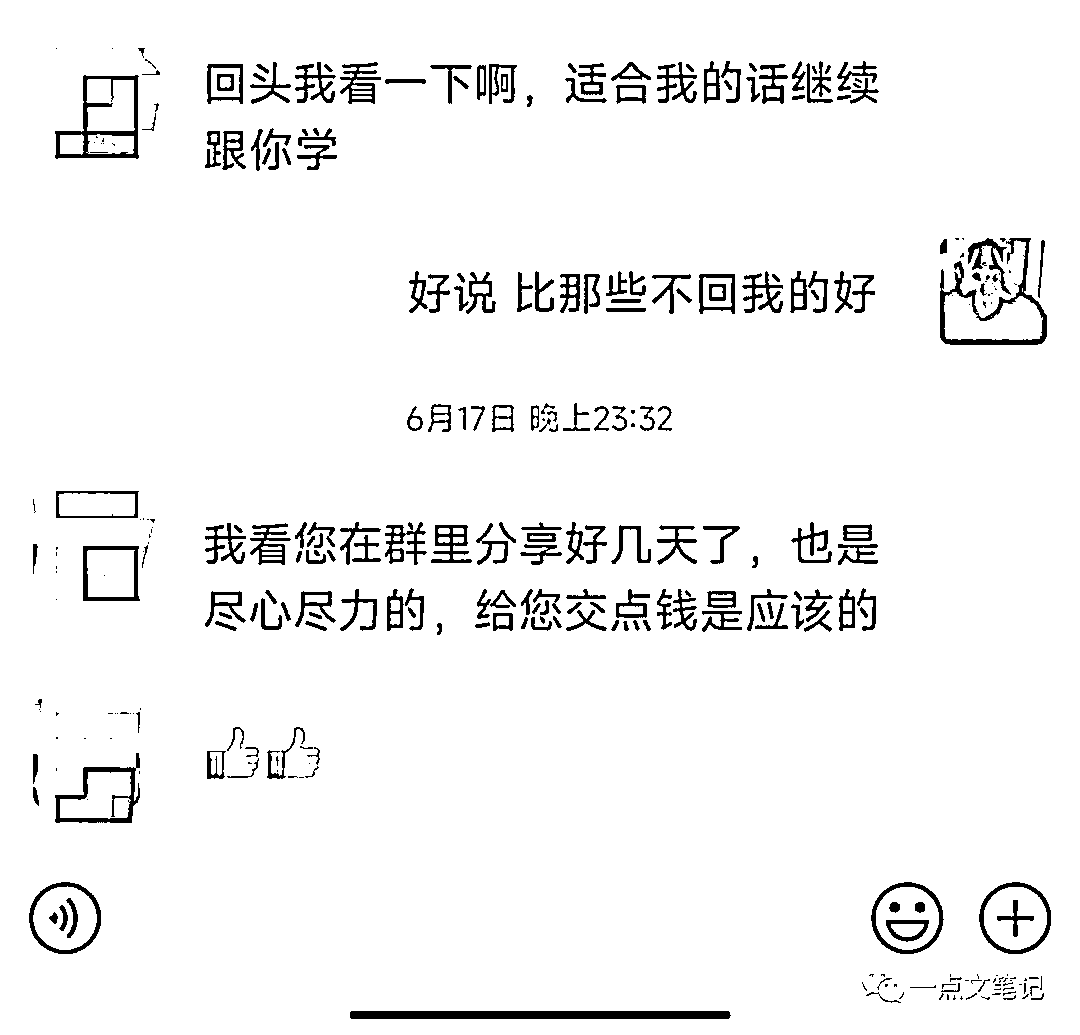 回头我看一下啊，适合我的话继续
跟你学
好说 比那些不回我的好
6月17日 晚上23:32
我看您在群里分享好几天了，也是
尽心尽力的，给您交点钱是应该的
👍👍
一点文笔记